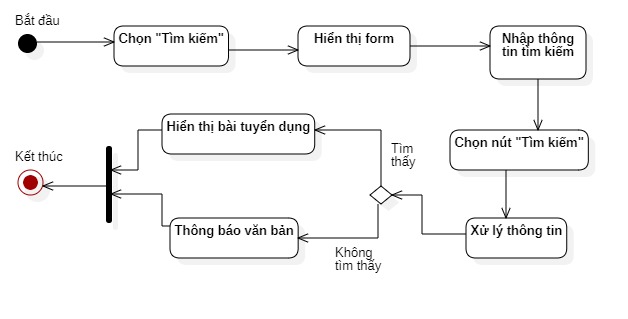 Bắt đầu
Chọn "Tìm kiếm"
Hiển thị form
Nhập thông
tin tìm kiếm
Chọn nút "Tìm kiếm"
Xử lý thông tin
Tìm
thấy
Không
tìm thấy
Hiển thị bài tuyển dụng
Thông báo văn bản
Kết thúc